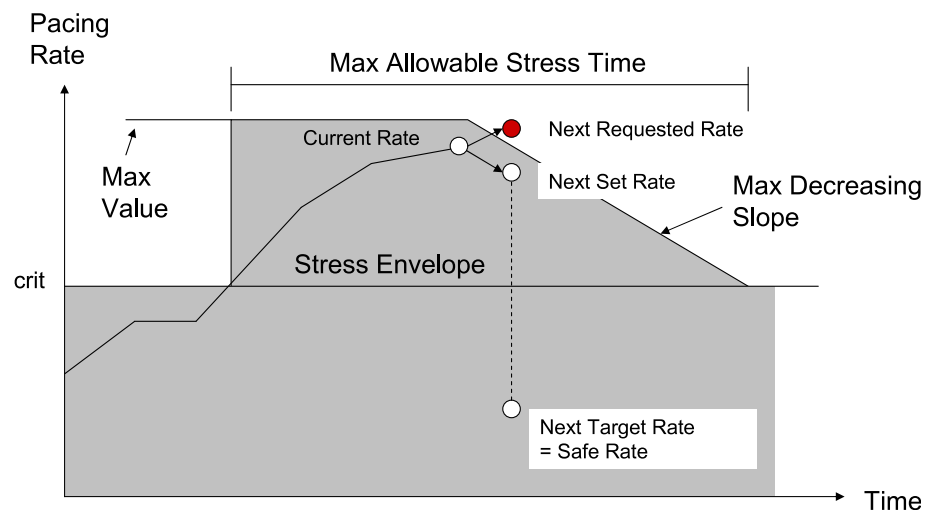 Pacing
Rate
Max Allowable Stress Time
Current Rate
Next Requested Rate
Max
Value
Next Set Rate
Max Decreasing
Slope
Stress Envelope
crit
Next Target Rate
= Safe Rate
Time